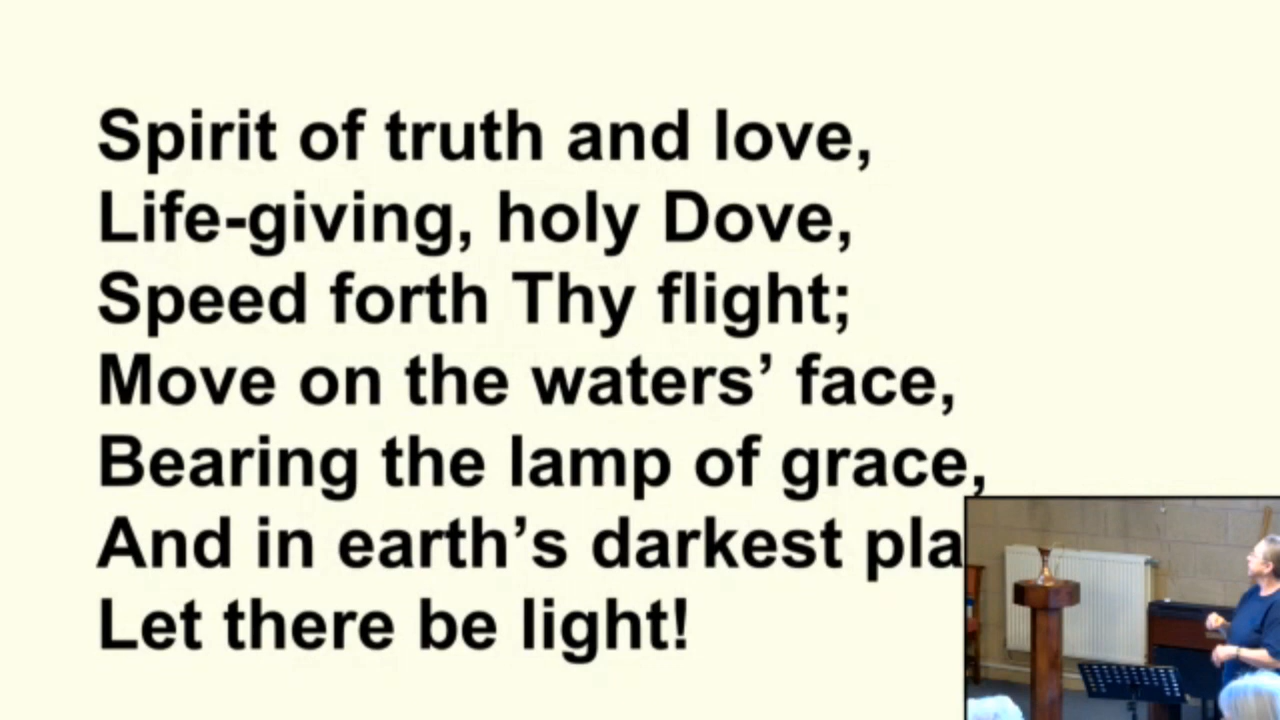 Spirit of truth and love,
Life-giving, holy Dove,
Speed forth Thy flight;
Move on the waters’ face,
Bearing the lamp of grace,
And in earth’s darkest
Let there be light!